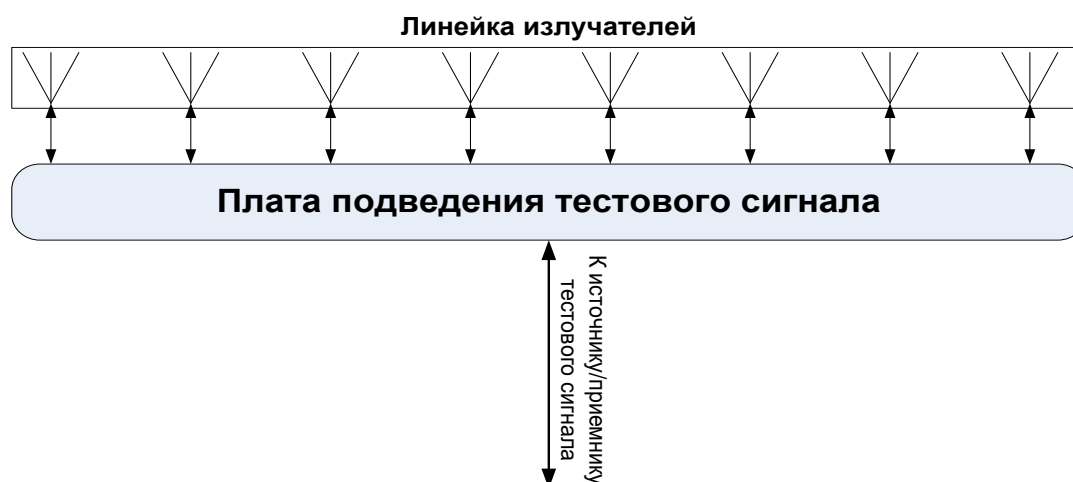 Линейка излучателей
Плата подведения тестового сигнала
К источнику/приемнику
тестового сигнала